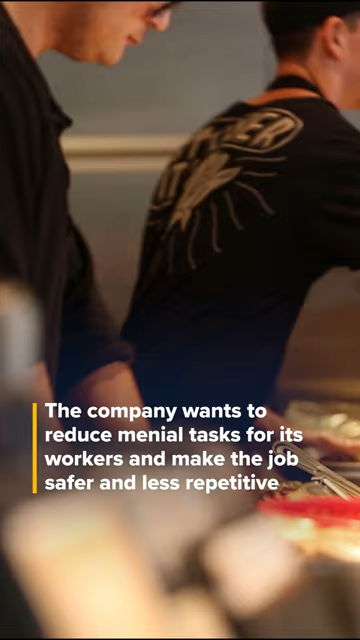 The company wants to
reduce menial tasks for its
workers and make the job
safer and less repetitive